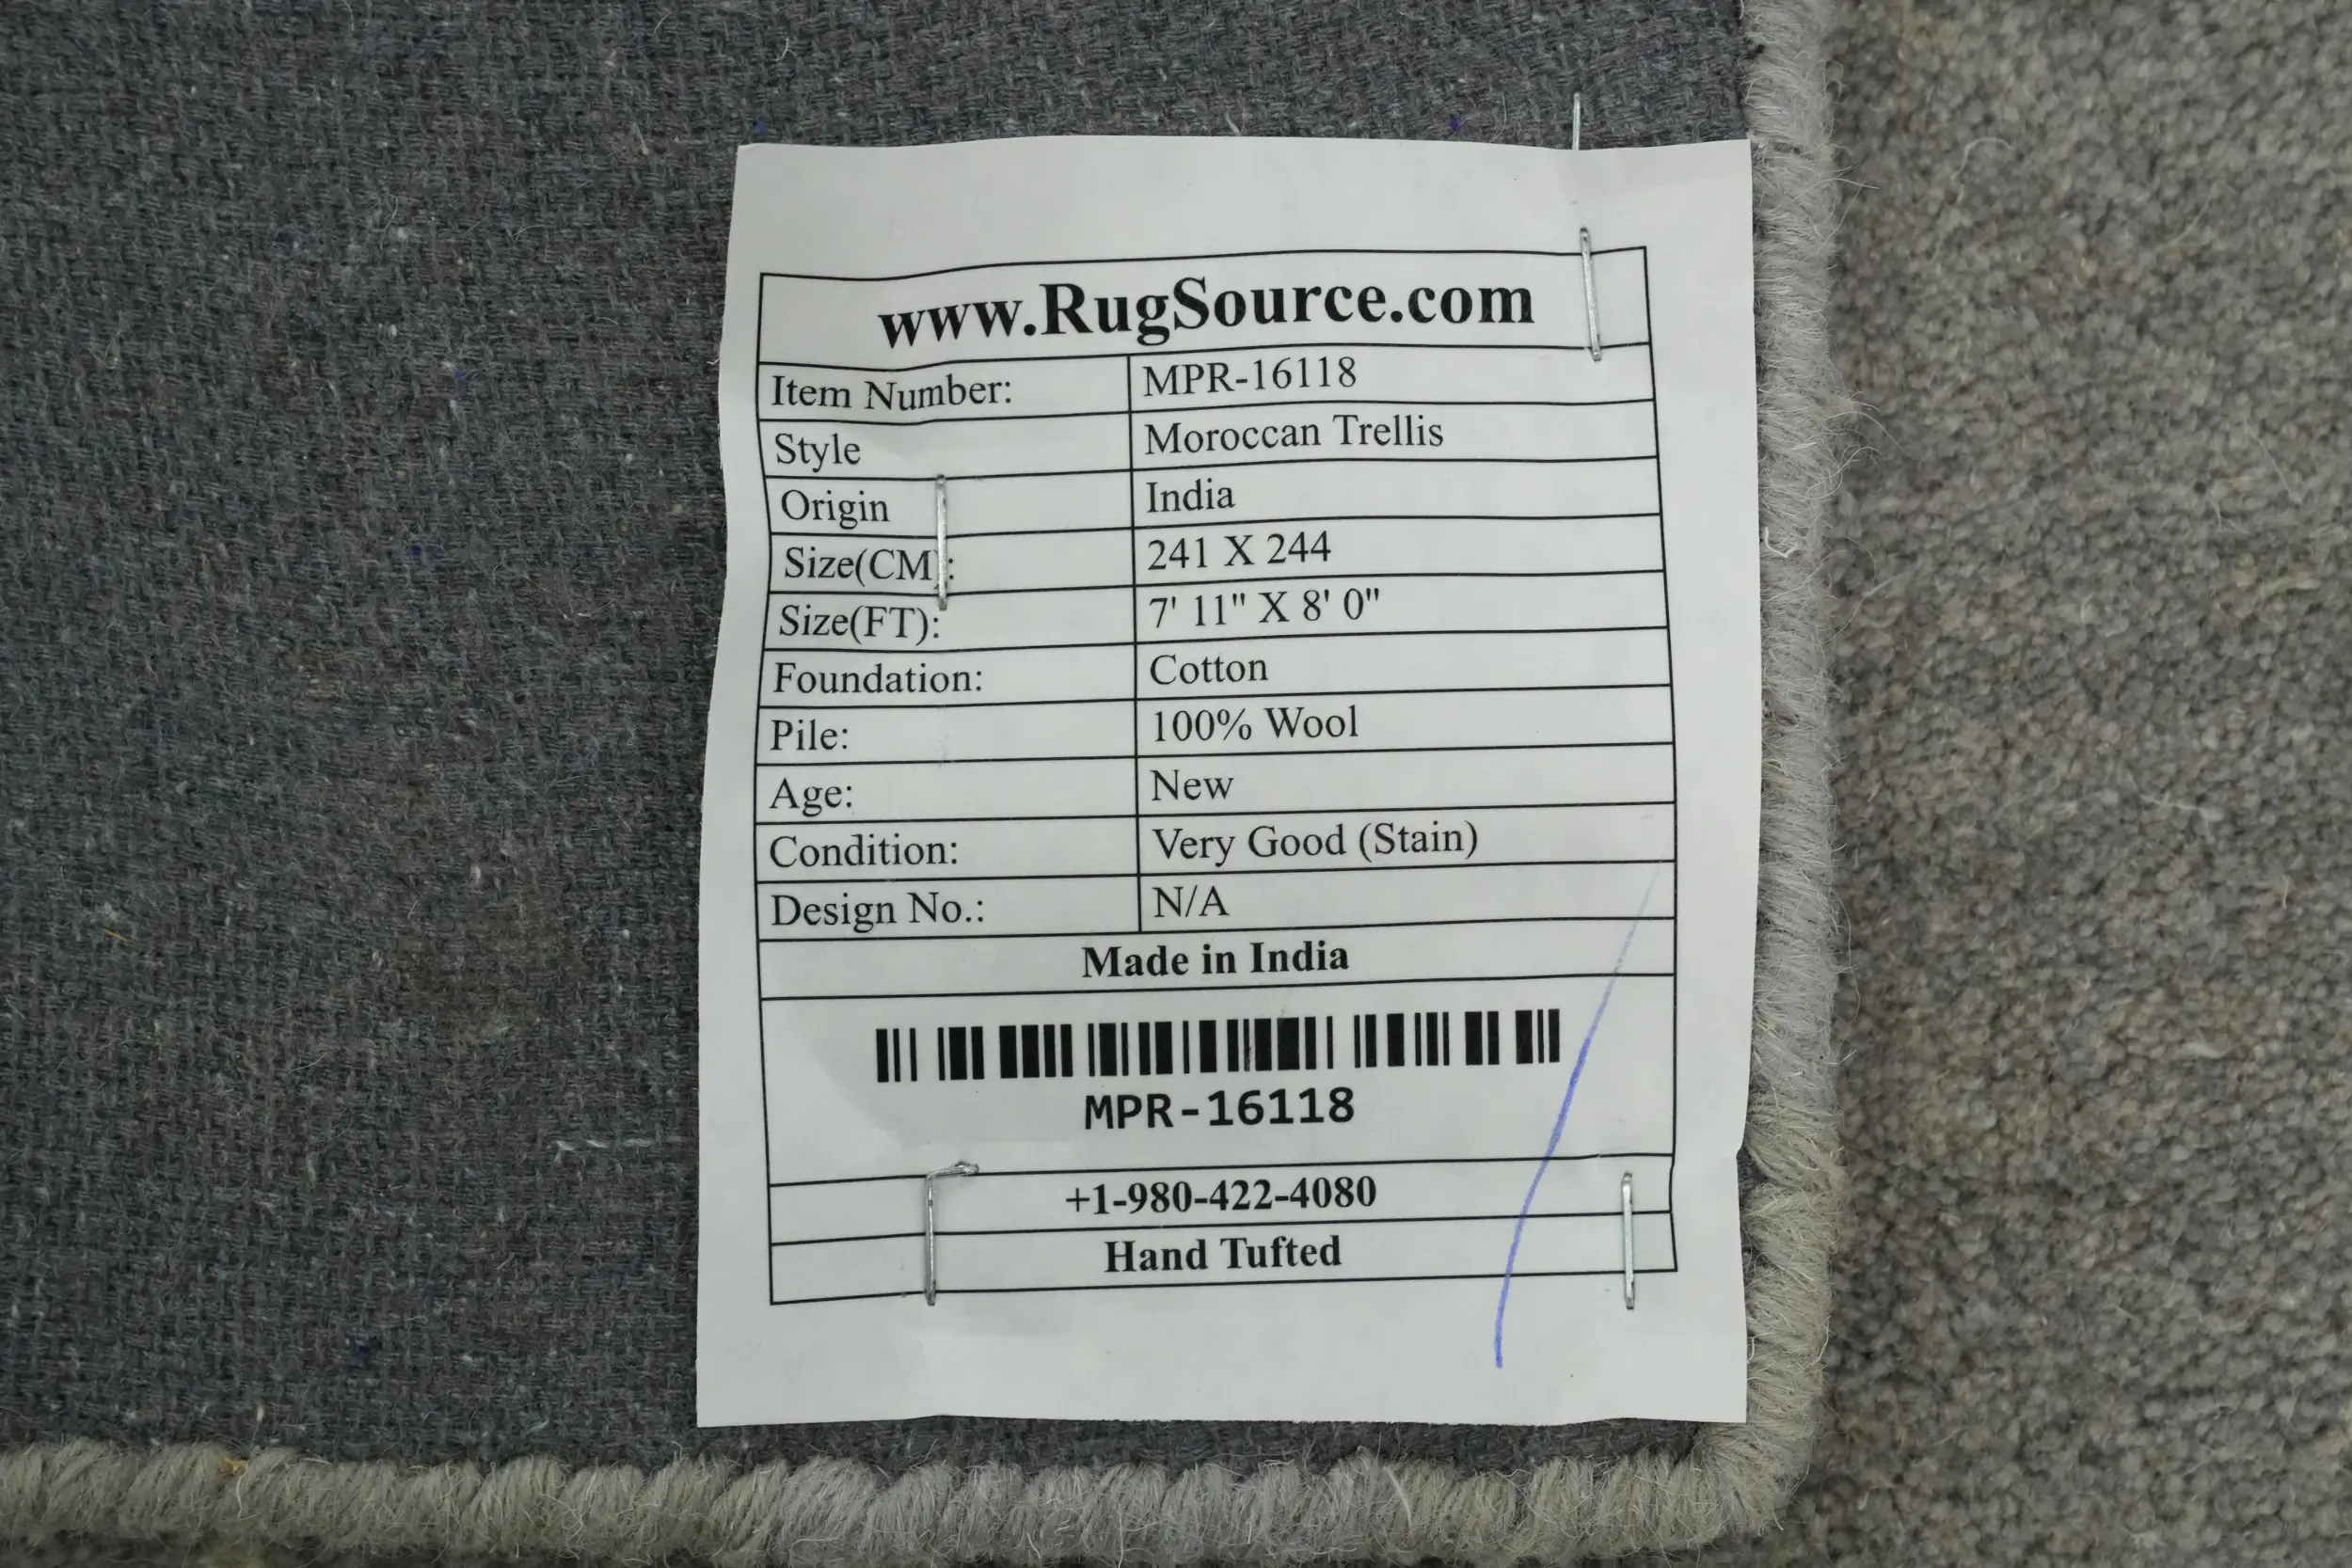 www.RugSource.com
Item Number: MPR-16118
Style Moroccan Trellis
Origin India
Size(CM): 241 X 244
Size(FT): 7' 11" X 8' 0"
Foundation: Cotton
Pile: 100% Wool
Age: New
Condition: Very Good (Stain)
Design No.: N/A
Made in India
MPR-16118
+1-980-422-4080
Hand Tufted